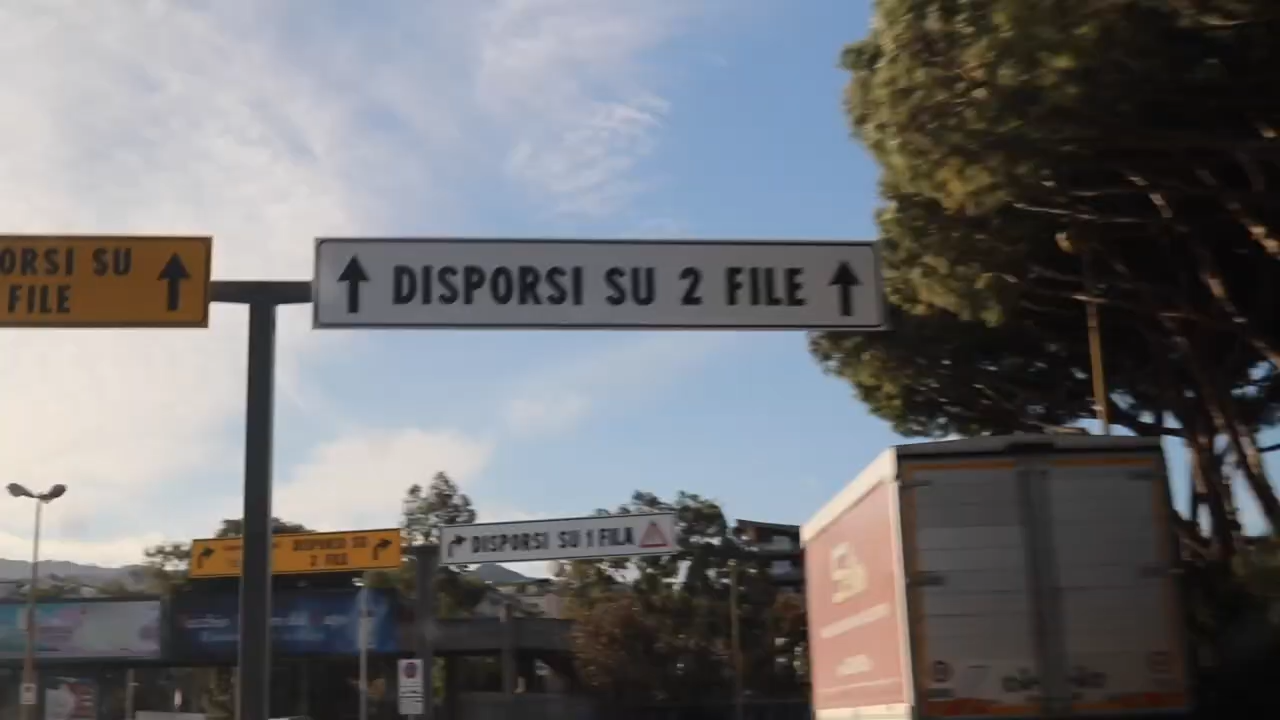 ORSI SU
FILE
DISPORSI SU 2 FILE
DISPORSI SU
2 FILE
DISPORSI SU 1 FILA